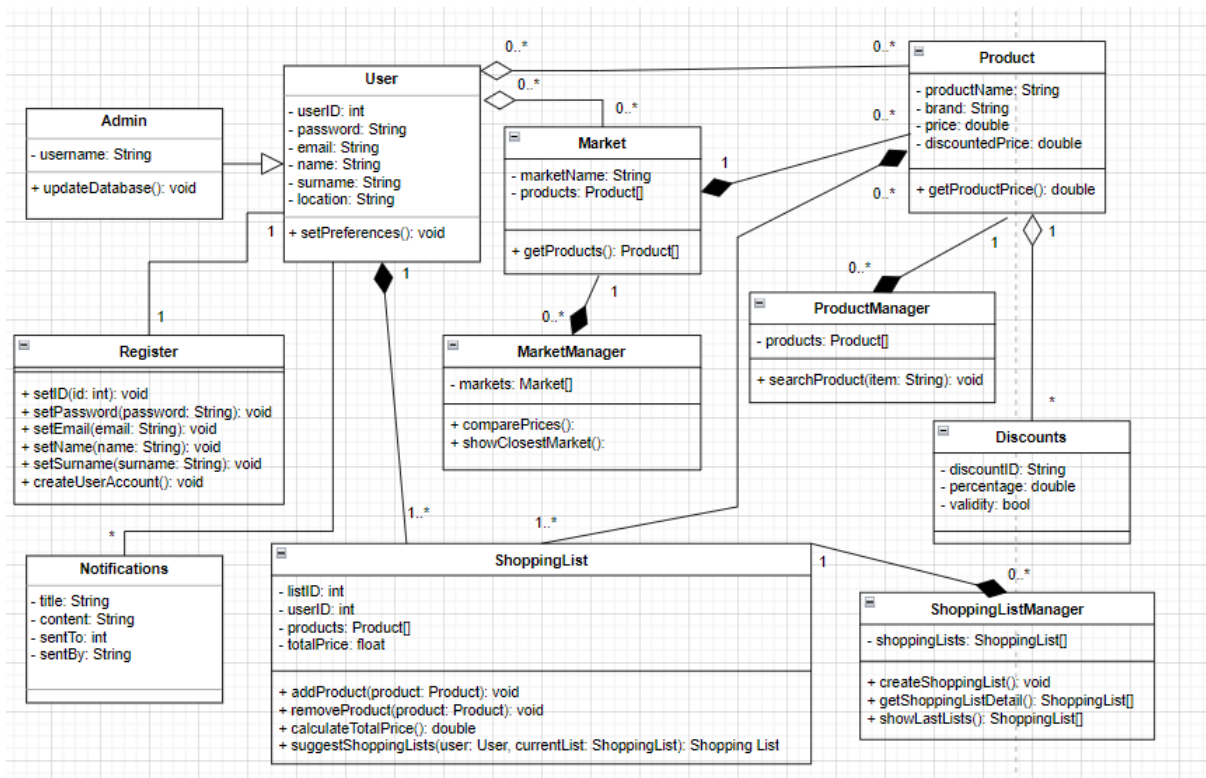 User
- userID: int
- password: String
- email: String
- name: String
- surname: String
- location: String
+ setPreferences(): void
Admin
- username: String
+ updateDatabase(): void
0..*
0..*
0..*
0..*
Market
- marketName: String
- products: Product[]
+ getProducts(): Product[]
Product
- productName: String
- brand: String
- price: double
- discountedPrice: double
+ getProductPrice(): double
0..*
1
0..*
1
1
Register
+ setID(id: int): void
+ setPassword(password: String): void
+ setEmail(email: String): void
+ setName(name: String): void
+ setSurname(surname: String): void
+ createUserAccount(): void
1
1
0..*
MarketManager
- markets: Market[]
+ comparePrices():
+ showClosestMarket():
1
0..*
ProductManager
- products: Product[]
+ searchProduct(item: String): void
1
*
Discounts
- discountID: String
- percentage: double
- validity: bool
*
Notifications
- title: String
- content: String
- sentTo: int
- sentBy: String
1..*
1..*
ShoppingList
- listID: int
- userID: int
- products: Product[]
- totalPrice: float
+ addProduct(product: Product): void
+ removeProduct(product: Product): void
+ calculateTotalPrice(): double
+ suggestShoppingLists(user: User, currentList: ShoppingList): Shopping List
1
0..*
ShoppingListManager
- shoppingLists: ShoppingList[]
+ createShoppingList(): void
+ getShoppingListDetail(): ShoppingList[]
+ showLastLists(): ShoppingList[]